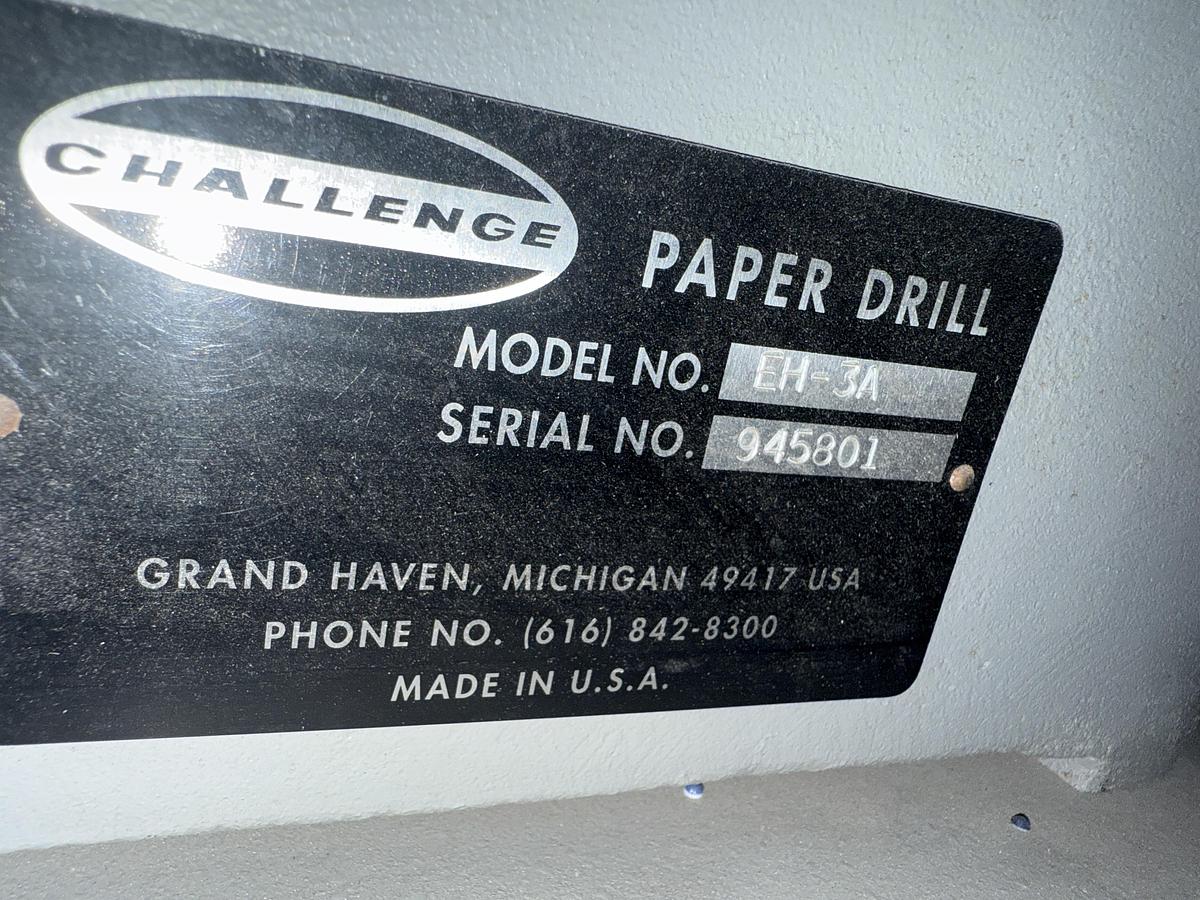 CHALLENGE
PAPER DRILL
MODEL NO. EH-3A
SERIAL NO. 945801
GRAND HAVEN, MICHIGAN 49417 USA
PHONE NO. (616) 842-8300
MADE IN U.S.A.